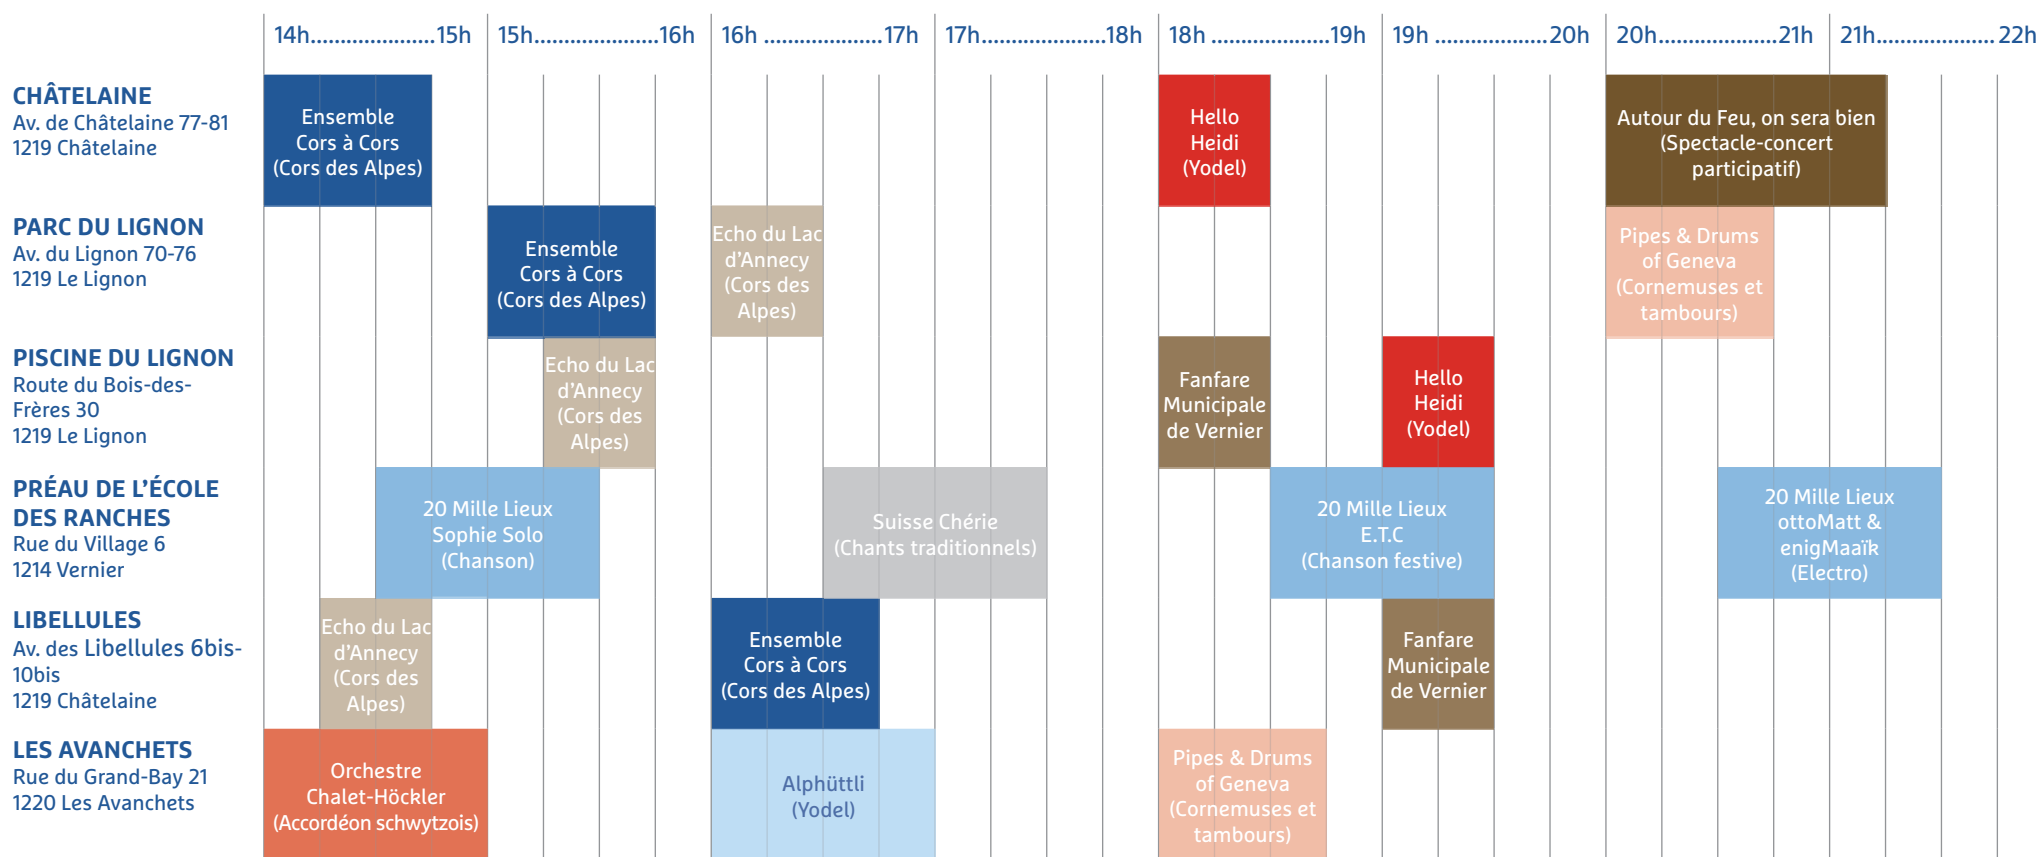 14h.....................15h
15h.....................16h
16h ....................17h
17h.....................18h
18h ....................19h
19h ....................20h
20h.....................21h
21h.....................22h
CHÂTELAINE
Av. de Châtelaine 77-81
1219 Châtelaine
Ensemble
Cors à Cors
(Cors des Alpes)
Hello
Heidi
(Yodel)
Autour du Feu, on sera bien
(Spectacle-concert
participatif)
PARC DU LIGNON
Av. du Lignon 70-76
1219 Le Lignon
Ensemble
Cors à Cors
(Cors des Alpes)
Echo du Lac
d'Annecy
(Cors des
Alpes)
Pipes & Drums
of Geneva
(Cornemuses et
tambours)
PISCINE DU LIGNON
Route du Bois-des-
Frères 30
1219 Le Lignon
Echo du Lac
d'Annecy
(Cors des
Alpes)
Fanfare
Municipale
de Vernier
Hello
Heidi
(Yodel)
PRÉAU DE L'ÉCOLE
DES RANCHES
Rue du Village 6
1214 Vernier
20 Mille Lieux
Sophie Solo
(Chanson)
Suisse Chérie
(Chants traditionnels)
20 Mille Lieux
E.T.C
(Chanson festive)
20 Mille Lieux
ottoMatt &
enigMaaïk
(Electro)
LIBELLULES
Av. des Libellules 6bis-
10bis
1219 Châtelaine
Echo du Lac
d'Annecy
(Cors des
Alpes)
Ensemble
Cors à Cors
(Cors des Alpes)
Fanfare
Municipale
de Vernier
LES AVANCHETS
Rue du Grand-Bay 21
1220 Les Avanchets
Orchestre
Chalet-Höckler
(Accordéon schwytzois)
Alphüttli
(Yodel)
Pipes & Drums
of Geneva
(Cornemuses et
tambours)